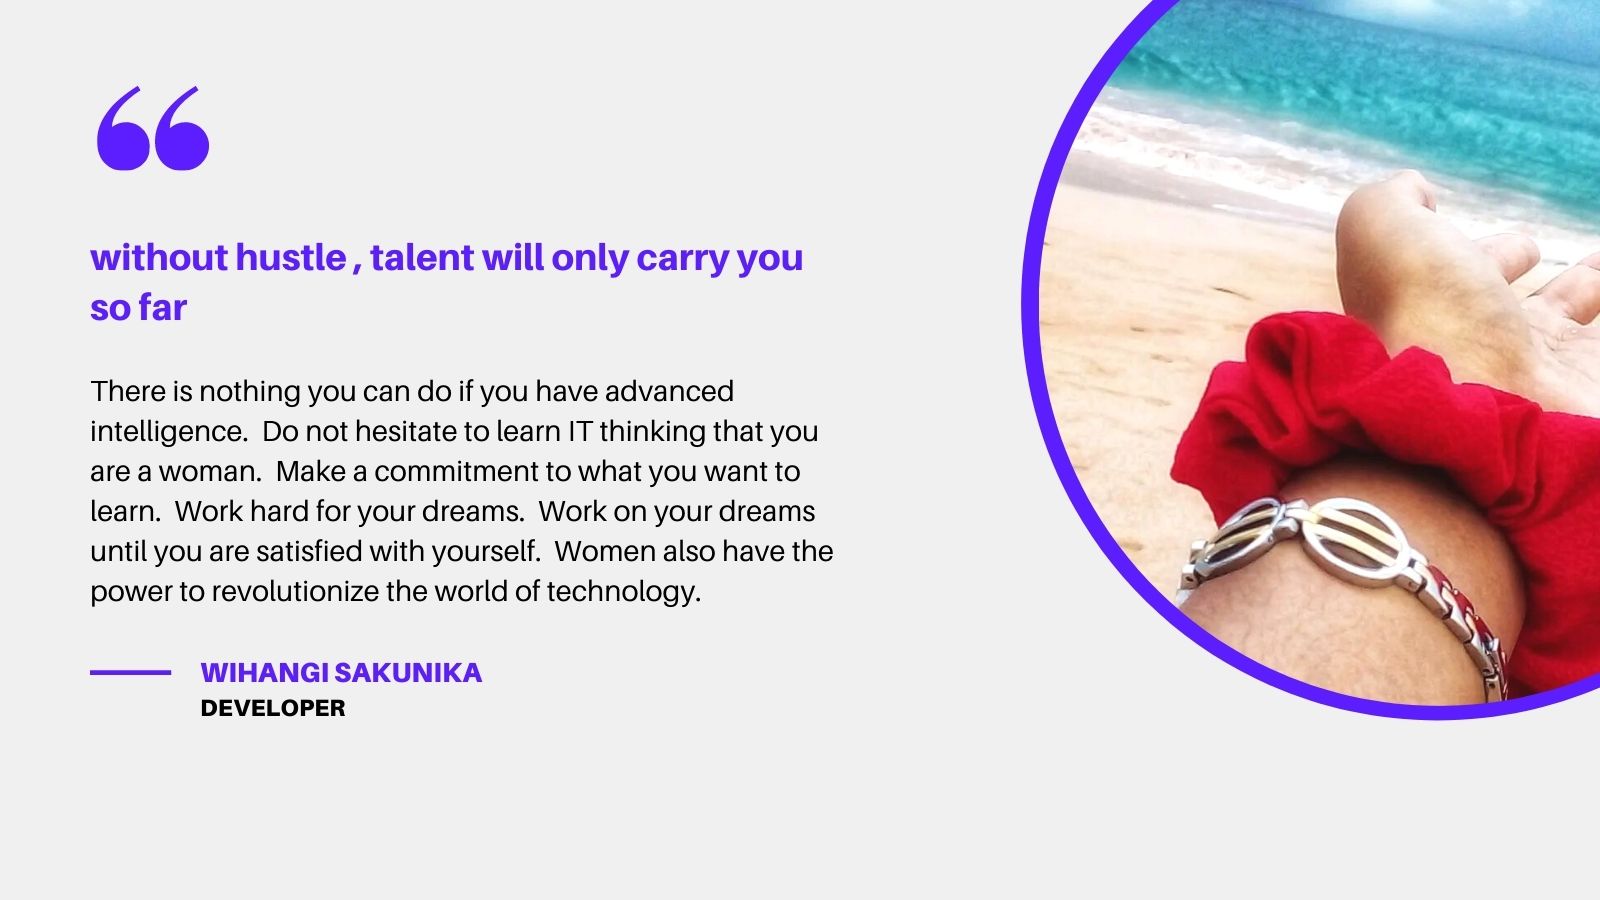 without hustle , talent will only carry you
so far
There is nothing you can do if you have advanced
intelligence.  Do not hesitate to learn IT thinking that you
are a woman.  Make a commitment to what you want to
learn.  Work hard for your dreams.  Work on your dreams
until you are satisfied with yourself.  Women also have the
power to revolutionize the world of technology.
WIHANGI SAKUNIKA
DEVELOPER